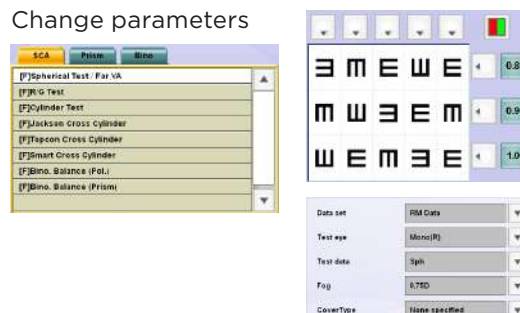 Change parameters
SCA Prism Bino
[F]Spherical Test / Far VA
[F]R/G Test
[F]Cylinder Test
[F]Jackson Cross Cylinder
[F]Topcon Cross Cylinder
[F]Smart Cross Cylinder
[F]Bino. Balance (Pol.)
[F]Bino. Balance (Prism)
Ǝ m E Ш E 0.8
m Ш Ǝ E m 0.9
Ш E m Ǝ E 1.0
Data set RM Data
Test eye Mono(R)
Test data Sph
Fog 0.75D
CoverType None specified